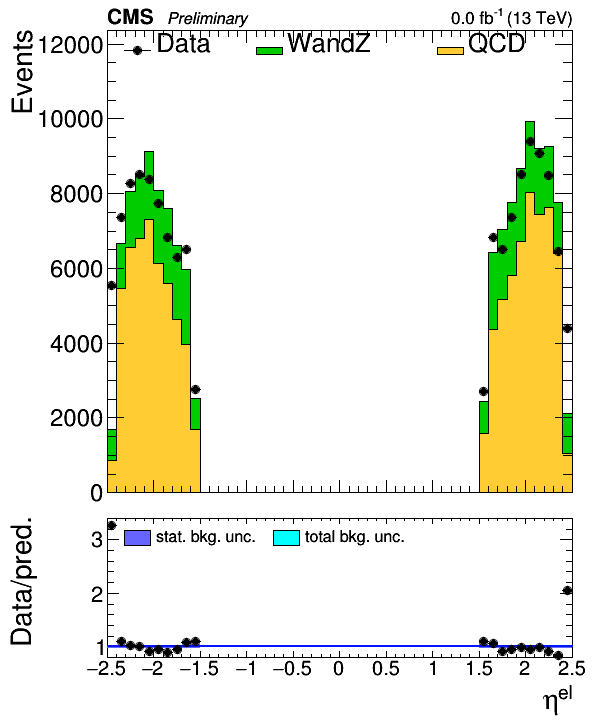 CMS Preliminary 0.0 fb-1 (13 TeV)
Data WandZ QCD
Events
12000
10000
8000
6000
4000
2000
0
stat. bkg. unc. total bkg. unc.
Data/pred.
3
2
1
−2.5 −2 −1.5 −1 −0.5 0 0.5 1 1.5 2 2.5
ηel